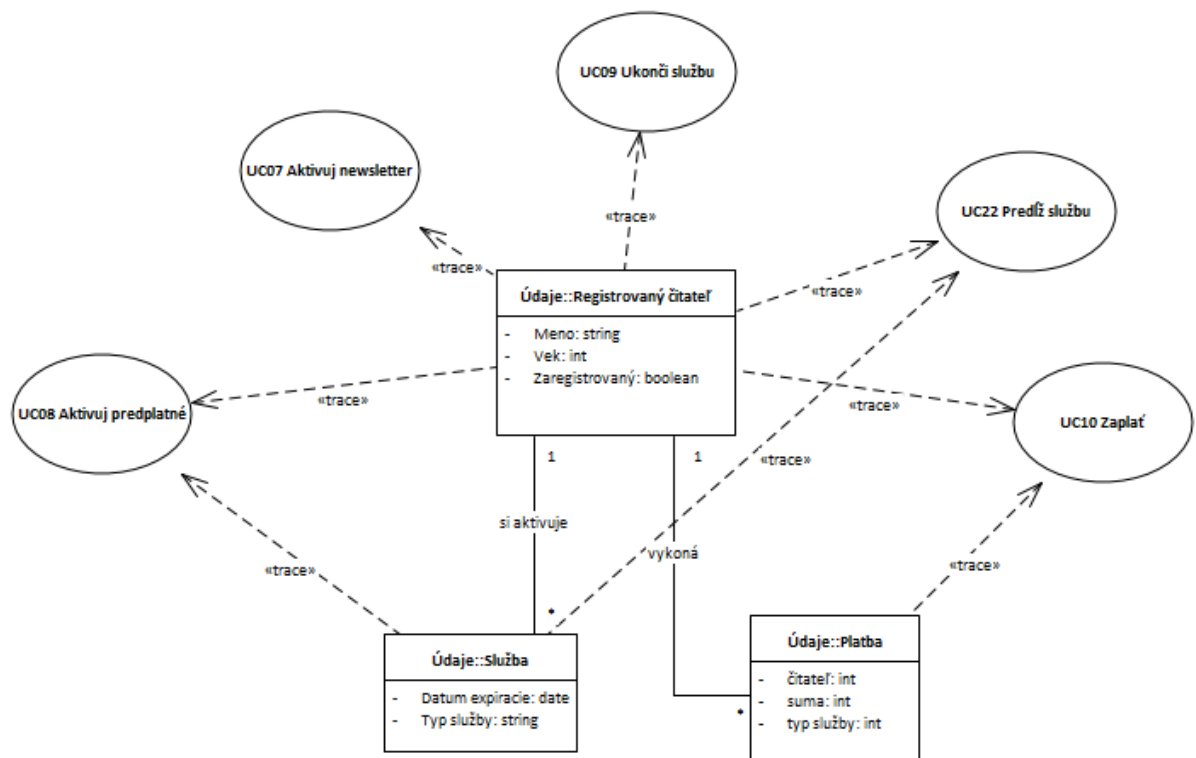 UC09 Ukonči službu
UC07 Aktivuj newsletter
UC22 Predĺž službu
«trace»
«trace»
«trace»
Údaje::Registrovaný čitateľ
- Meno: string
- Vek: int
- Zaregistrovaný: boolean
«trace»
«trace»
UC08 Aktivuj predplatné
UC10 Zaplať
1
1
«trace»
si aktivuje
vykoná
«trace»
«trace»
*
Údaje::Služba
- Datum expiracie: date
- Typ služby: string
Údaje::Platba
- čitateľ: int
- suma: int
- typ služby: int
*